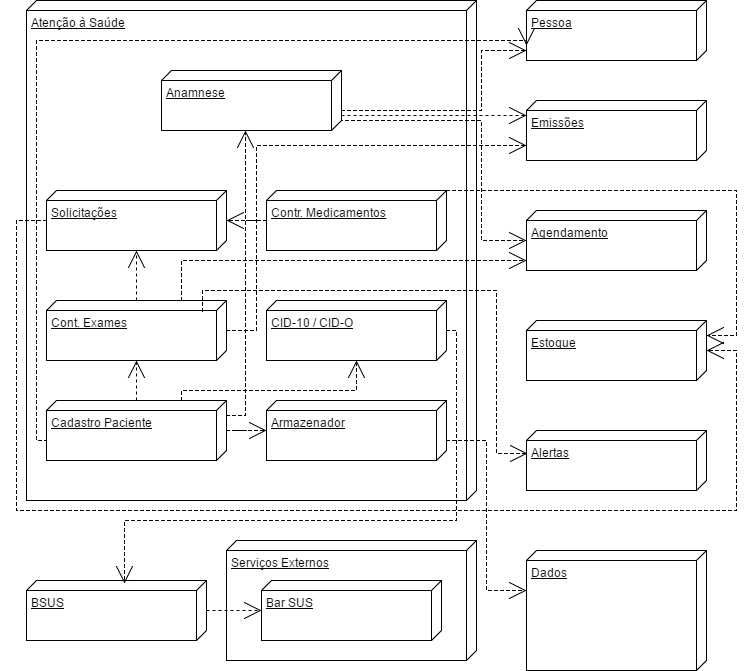 Atenção à Saúde
Pessoa
Anamnese
Emissões
Solicitações
Contr. Medicamentos
Agendamento
Cont. Exames
CID-10 / CID-O
Estoque
Cadastro Paciente
Armazenador
Alertas
Serviços Externos
Dados
BSUS
Bar SUS